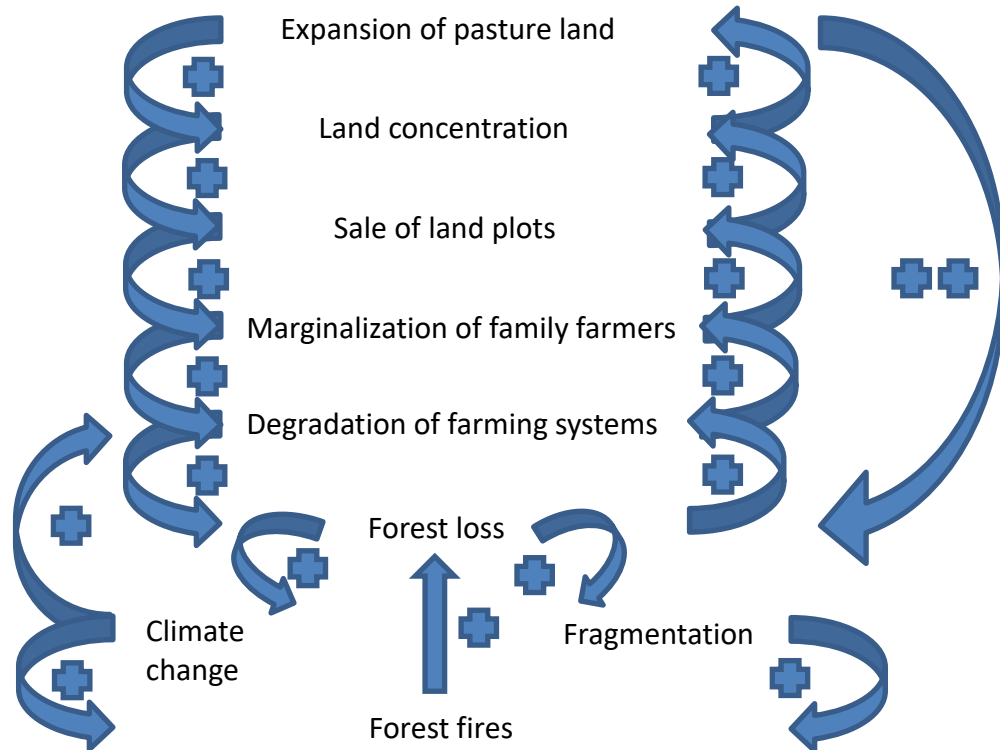 Expansion of pasture land
Land concentration
Sale of land plots
Marginalization of family farmers
Degradation of farming systems
Forest loss
Climate
change
Fragmentation
Forest fires